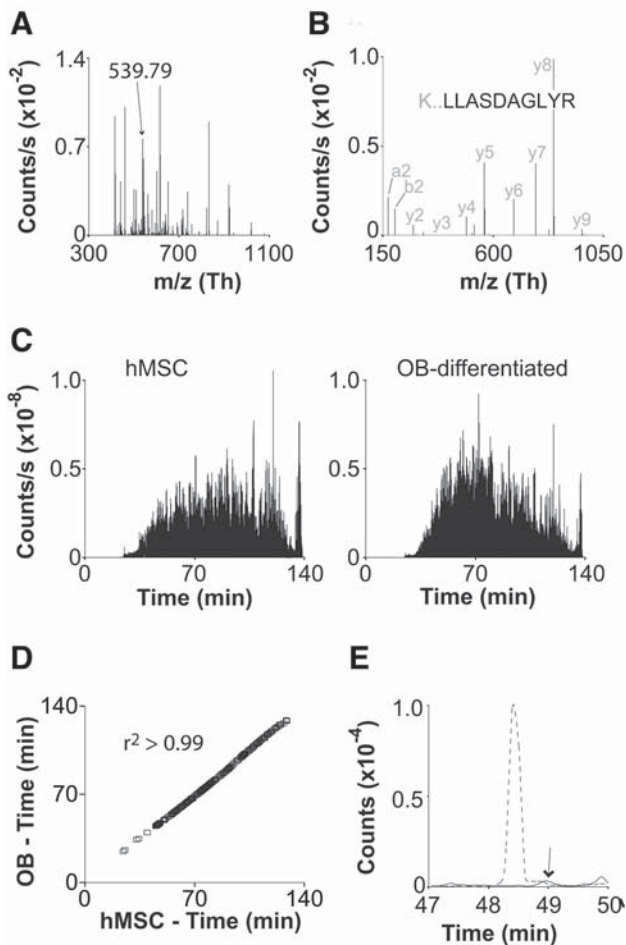 A
Counts/s (x10-2)
1.4
0.7
0
539.79
300 700 1100
m/z (Th)
B
Counts/s (x10-2)
1.0
0.5
0
y8
K..LLASDAGLYR
a2
b2
y2
y3
y4
y5
y6
y7
y9
150 600 1050
m/z (Th)
C
Counts/s (x10-8)
hMSC
1.0
0.5
0
0 70 140
Time (min)
OB-differentiated
1.0
0.5
0
0 70 140
Time (min)
D
OB - Time (min)
140
70
0
r2 > 0.99
0 70 140
hMSC - Time (min)
E
Counts (x10-4)
1.0
0.5
0
47 48 49 50
Time (min)